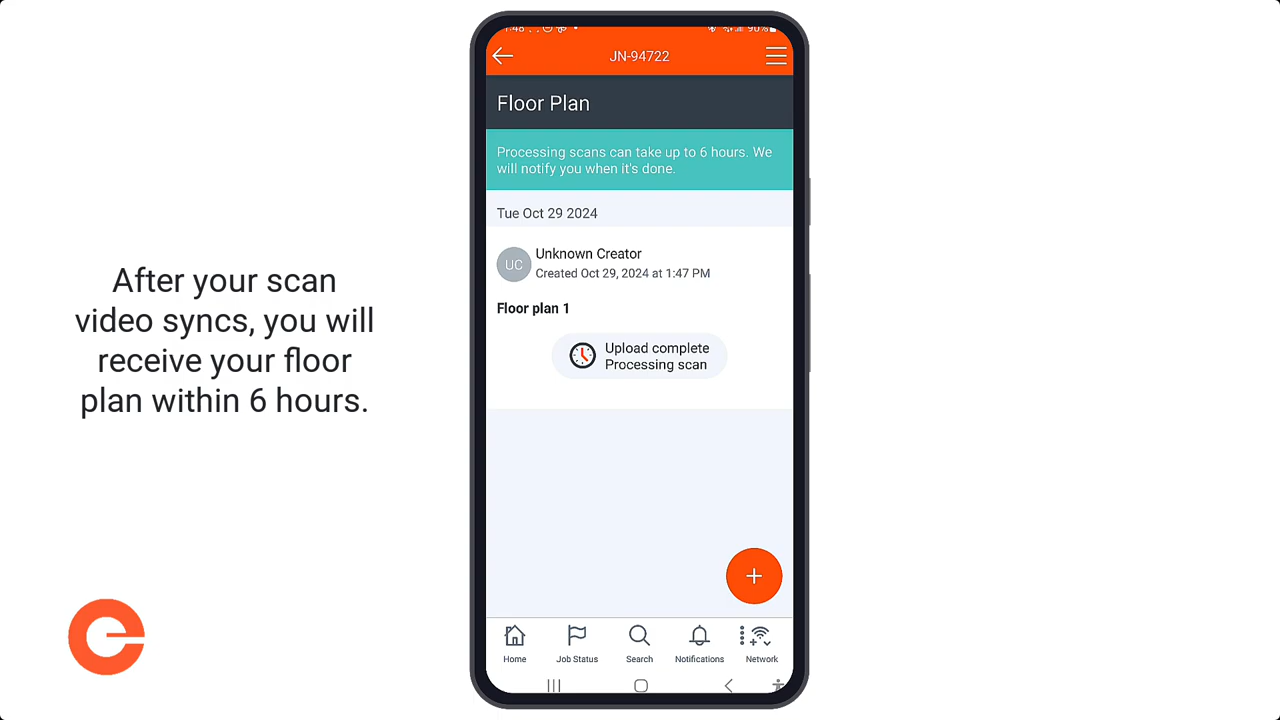 After your scan
video syncs, you will
receive your floor
plan within 6 hours.
90%
JN-94722
Floor Plan
Processing scans can take up to 6 hours. We
will notify you when it's done.
Tue Oct 29 2024
UC
Unknown Creator
Created Oct 29, 2024 at 1:47 PM
Floor plan 1
Upload complete
Processing scan
Home
Job Status
Search
Notifications
Network